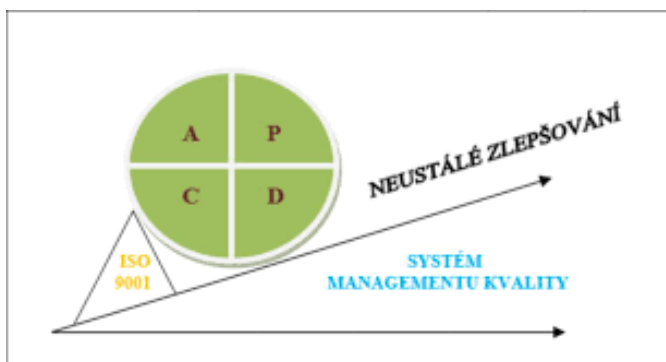 A P
C D
NEUSTÁLÉ ZLEPŠOVÁNÍ
ISO
9001
SYSTÉM
MANAGEMENTU KVALITY